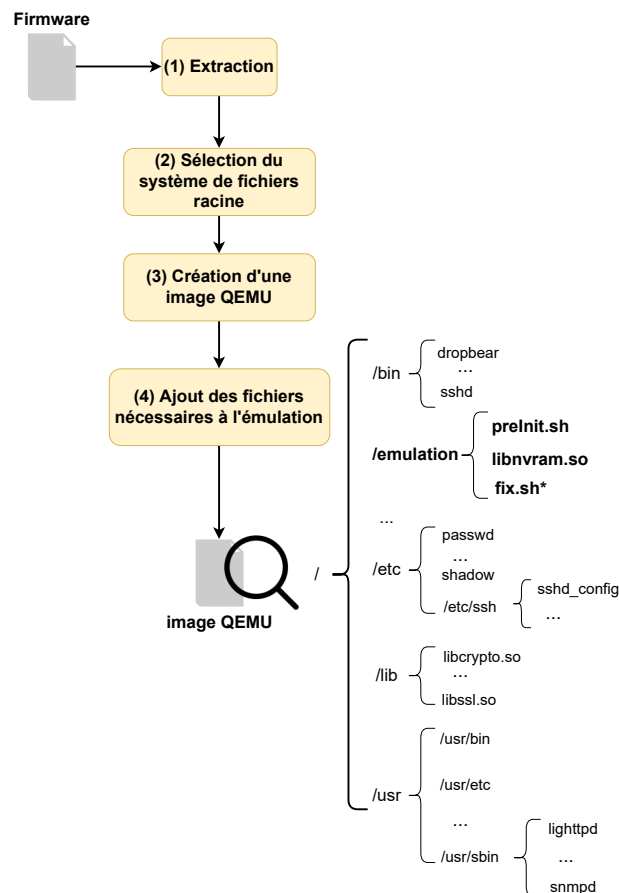 Firmware
(1) Extraction
(2) Sélection du
système de fichiers
racine
(3) Création d'une
image QEMU
(4) Ajout des fichiers
nécessaires à l'émulation
image QEMU
/
/bin
dropbear
...
sshd
/emulation
preInit.sh
libnvram.so
fix.sh*
...
/etc
passwd
...
shadow
/etc/ssh
sshd_config
...
/lib
libcrypto.so
...
libssl.so
/usr
/usr/bin
/usr/etc
...
/usr/sbin
lighttpd
...
snmpd